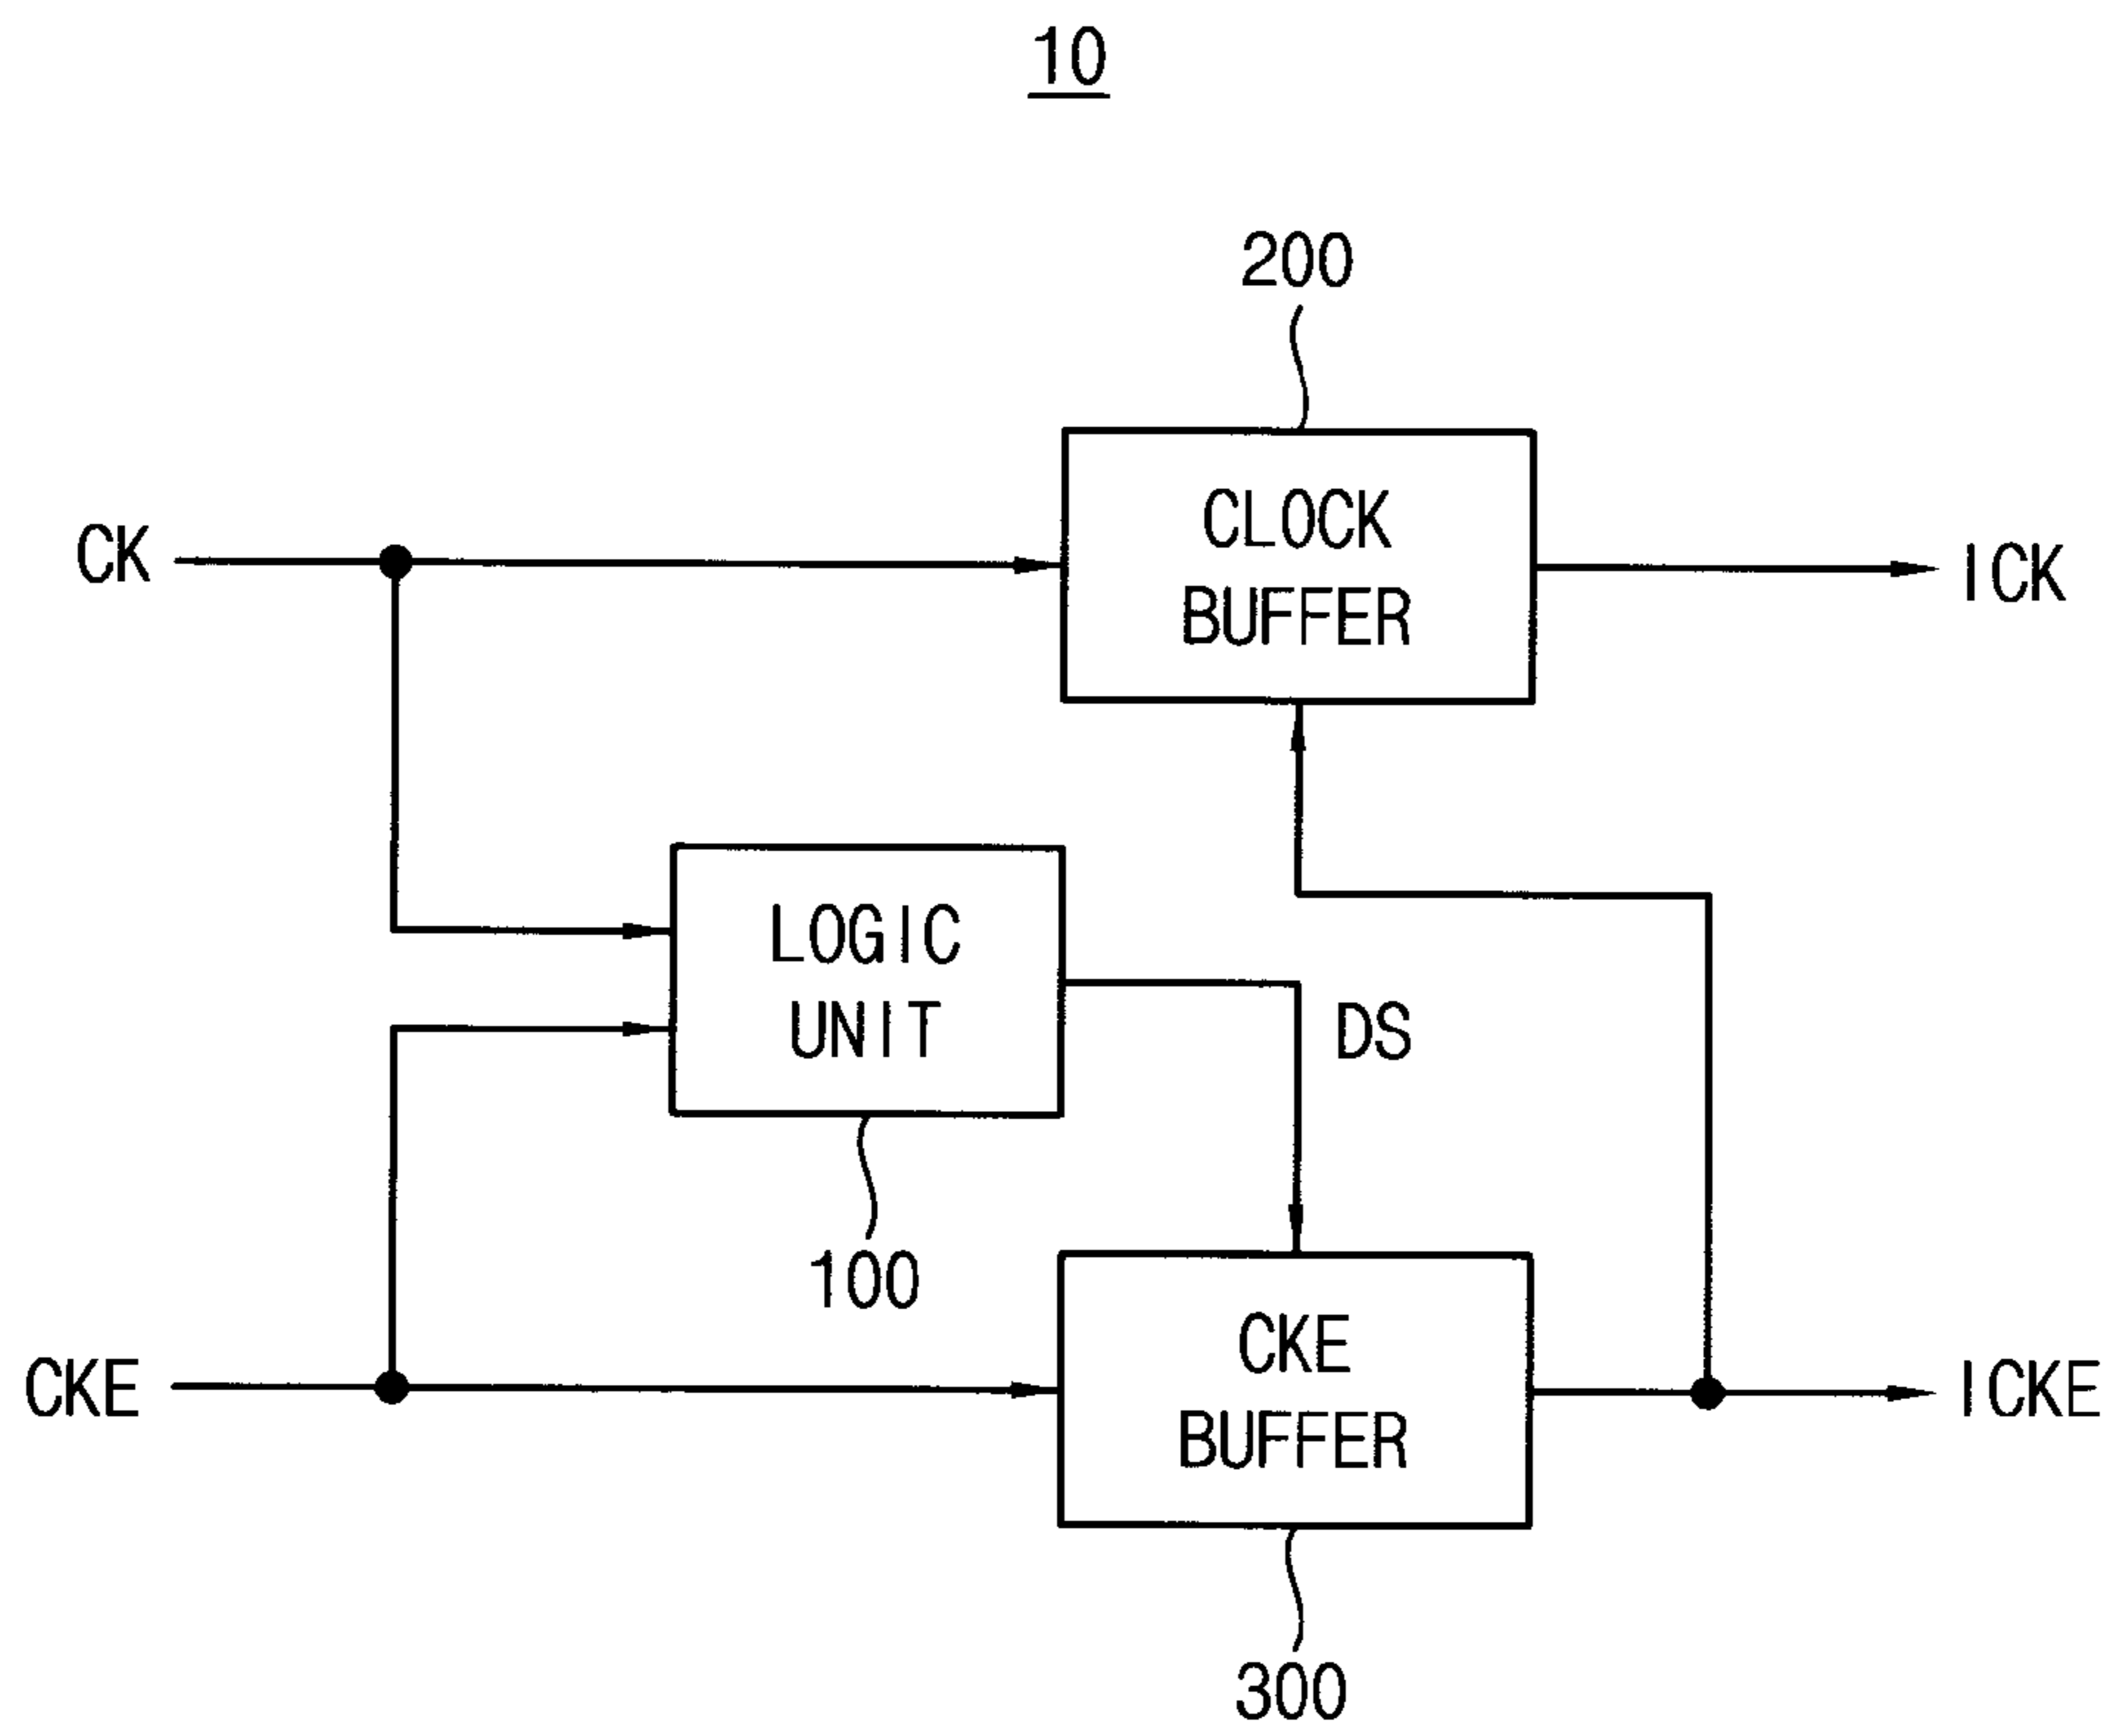 10
200
CLOCK
BUFFER
CK
ICK
LOGIC
UNIT
DS
100
CKE
CKE
BUFFER
ICKE
300